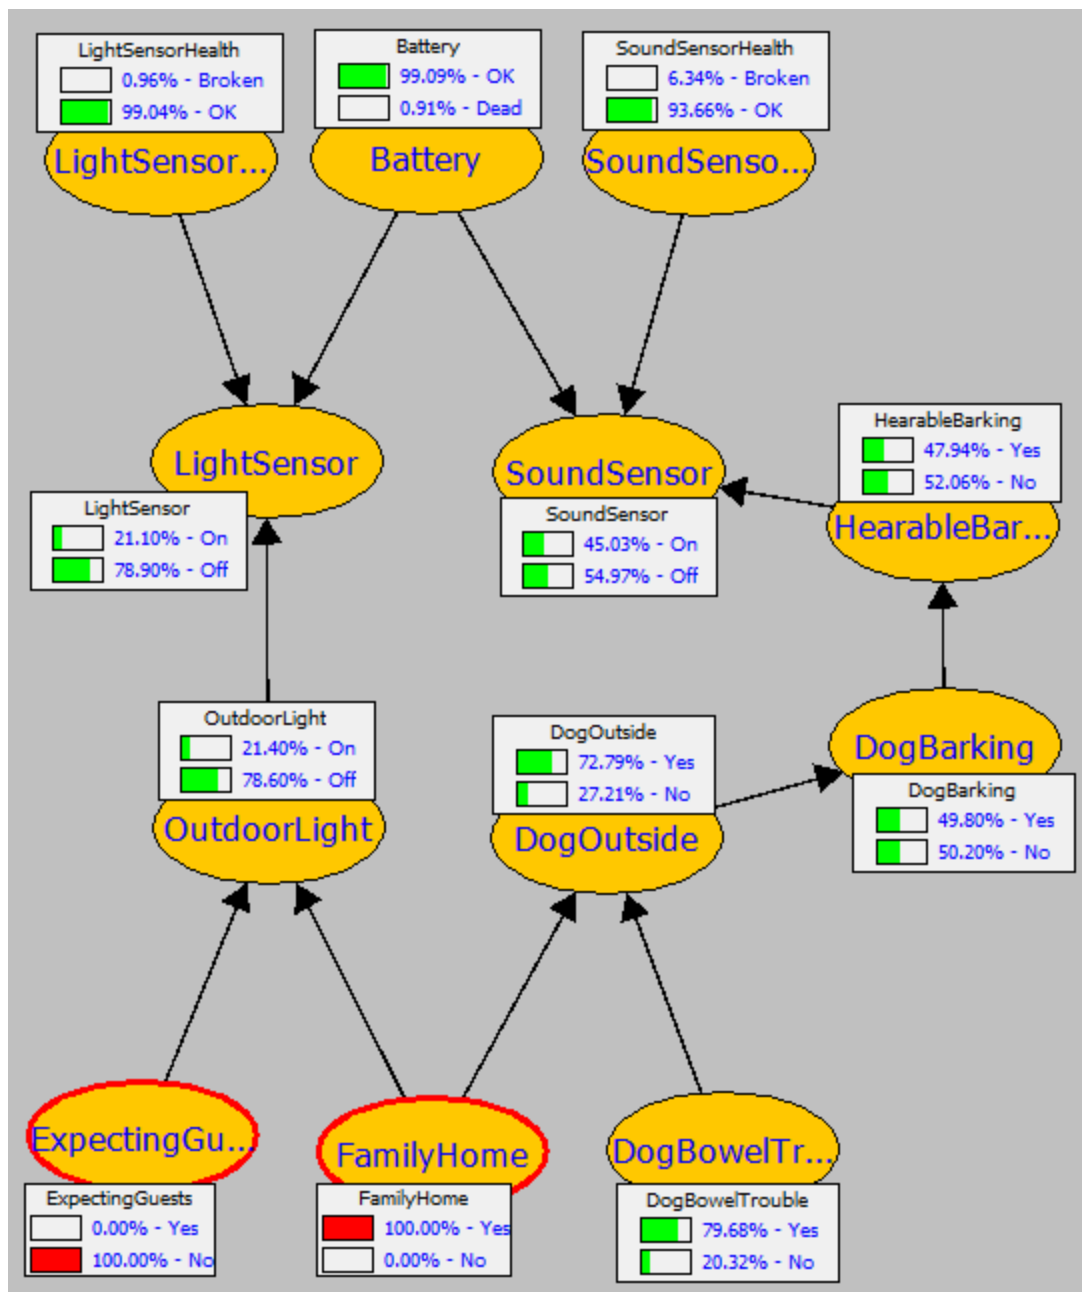 LightSensorHealth
0.96% - Broken
99.04% - OK
LightSensor...
Battery
99.09% - OK
0.91% - Dead
Battery
SoundSensorHealth
6.34% - Broken
93.66% - OK
SoundSenso...
LightSensor
LightSensor
21.10% - On
78.90% - Off
SoundSensor
SoundSensor
45.03% - On
54.97% - Off
HearableBarking
47.94% - Yes
52.06% - No
HearableBar...
OutdoorLight
21.40% - On
78.60% - Off
OutdoorLight
DogOutside
72.79% - Yes
27.21% - No
DogOutside
DogBarking
DogBarking
49.80% - Yes
50.20% - No
ExpectingGu...
ExpectingGuests
0.00% - Yes
100.00% - No
FamilyHome
FamilyHome
100.00% - Yes
0.00% - No
DogBowelTr...
DogBowelTrouble
79.68% - Yes
20.32% - No